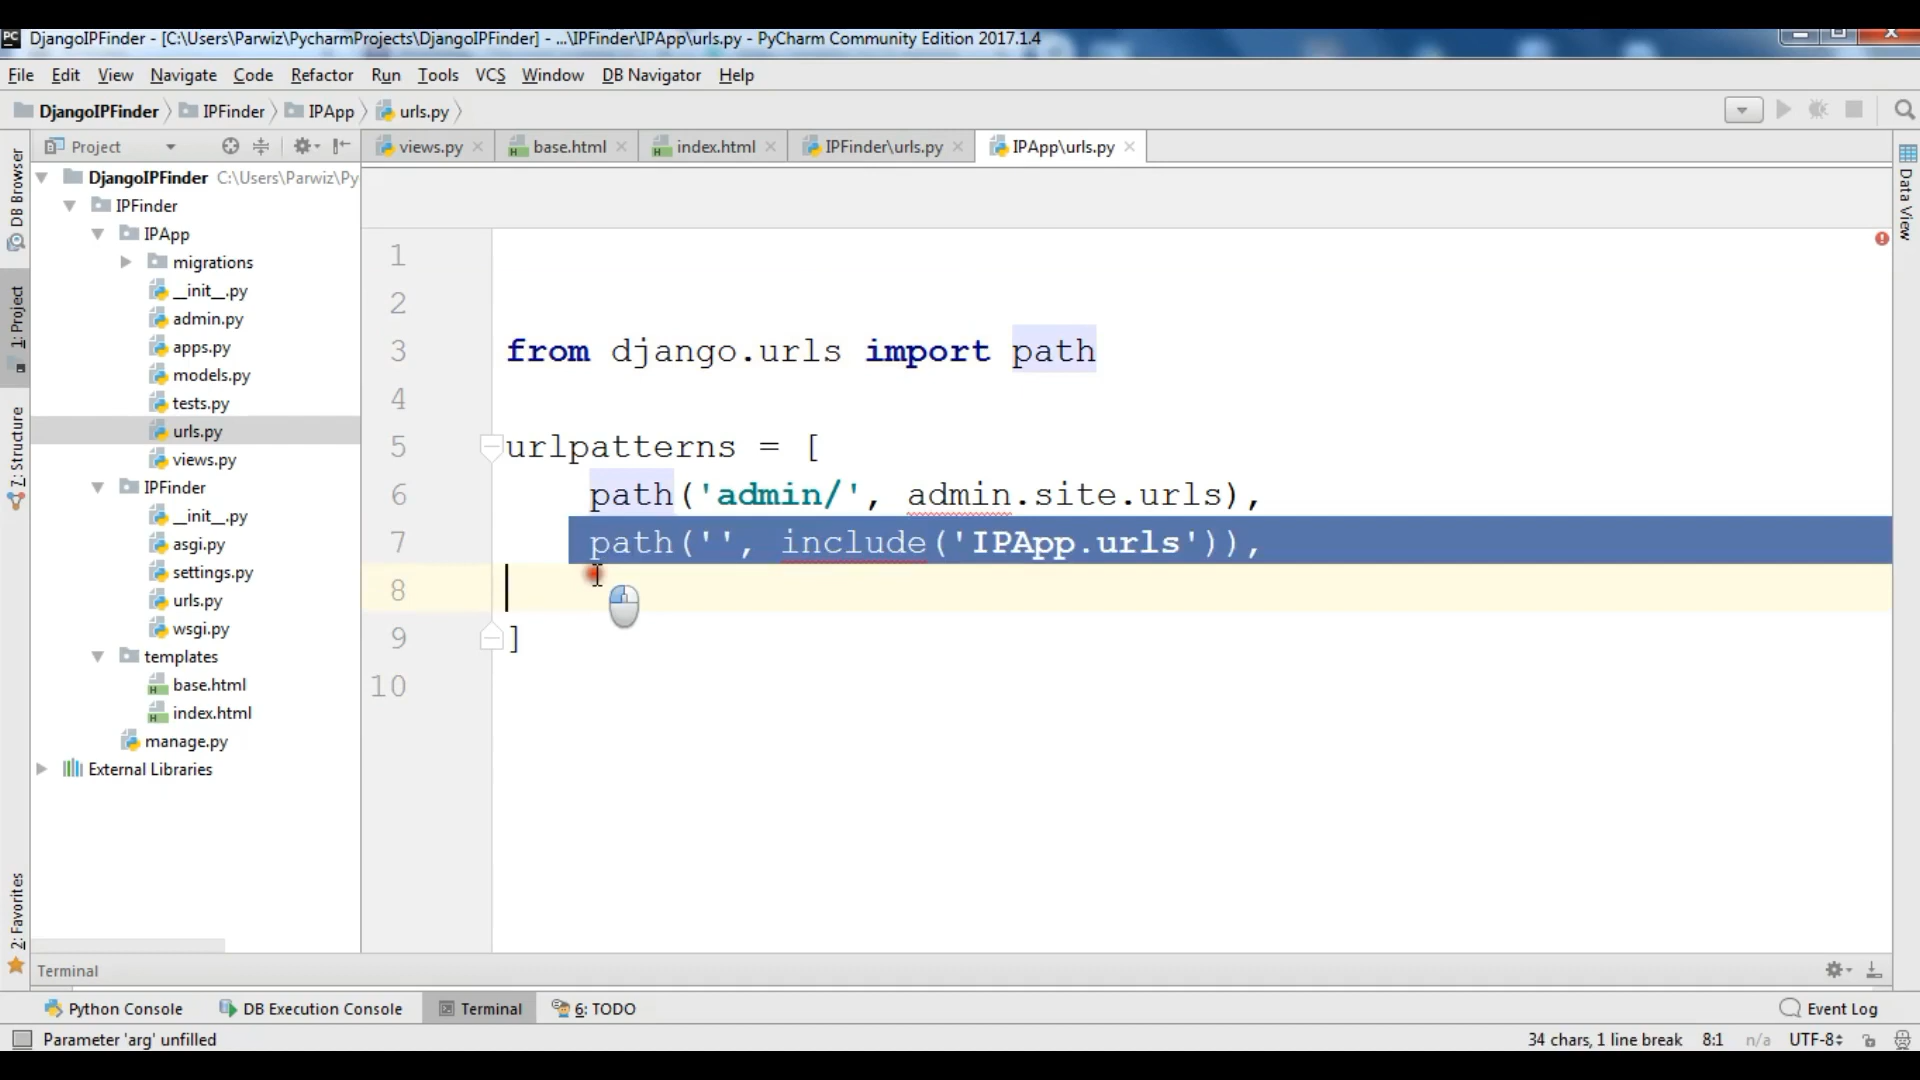 PC DjangoIPFinder - [C:\Users\Parwiz\PycharmProjects\DjangoIPFinder] - ...\IPFinder\IPApp\urls.py - PyCharm Community Edition 2017.1.4
File Edit View Navigate Code Refactor Run Tools VCS Window DB Navigator Help
DjangoIPFinder IPFinder IPApp urls.py
Project views.py base.html index.html IPFinder\urls.py IPApp\urls.py
DB Browser
1: Project
7: Structure
2: Favorites
Data View
DjangoIPFinder C:\Users\Parwiz\Py
IPFinder
IPApp
migrations
__init__.py
admin.py
apps.py
models.py
tests.py
urls.py
views.py
IPFinder
__init__.py
asgi.py
settings.py
urls.py
wsgi.py
templates
base.html
index.html
manage.py
External Libraries
1
2
3 from django.urls import path
4
5 urlpatterns = [
6 path('admin/', admin.site.urls),
7 path('', include('IPApp.urls')),
8
9 ]
10
Terminal
Python Console DB Execution Console Terminal 6: TODO Event Log
Parameter 'arg' unfilled 34 chars, 1 line break 8:1 n/a UTF-8